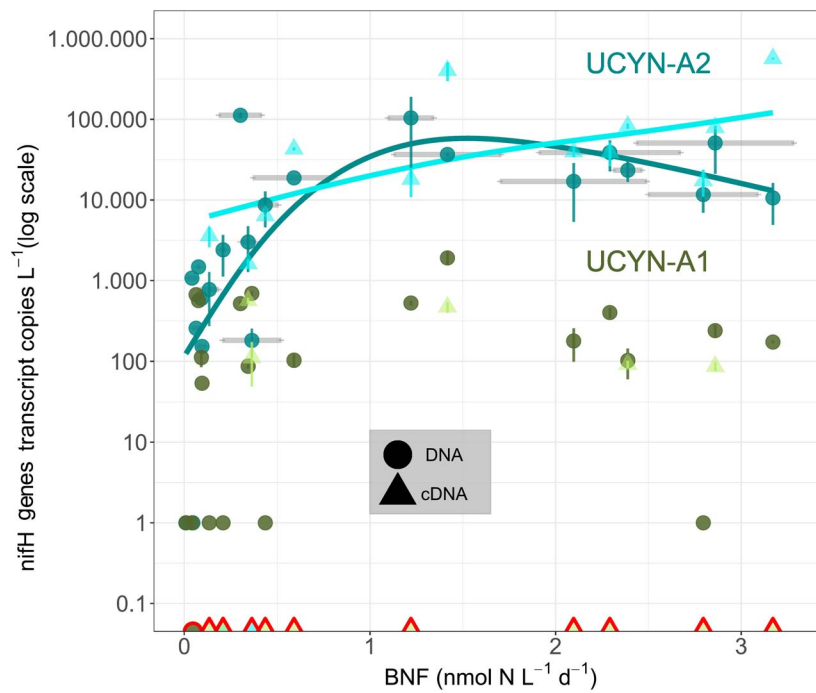 1.000.000
UCYN-A2
100.000
10.000
UCYN-A1
1.000
100
10
DNA
cDNA
1
0.1
nifH genes transcript copies L⁻¹(log scale)
0
1
2
3
BNF (nmol N L⁻¹ d⁻¹)